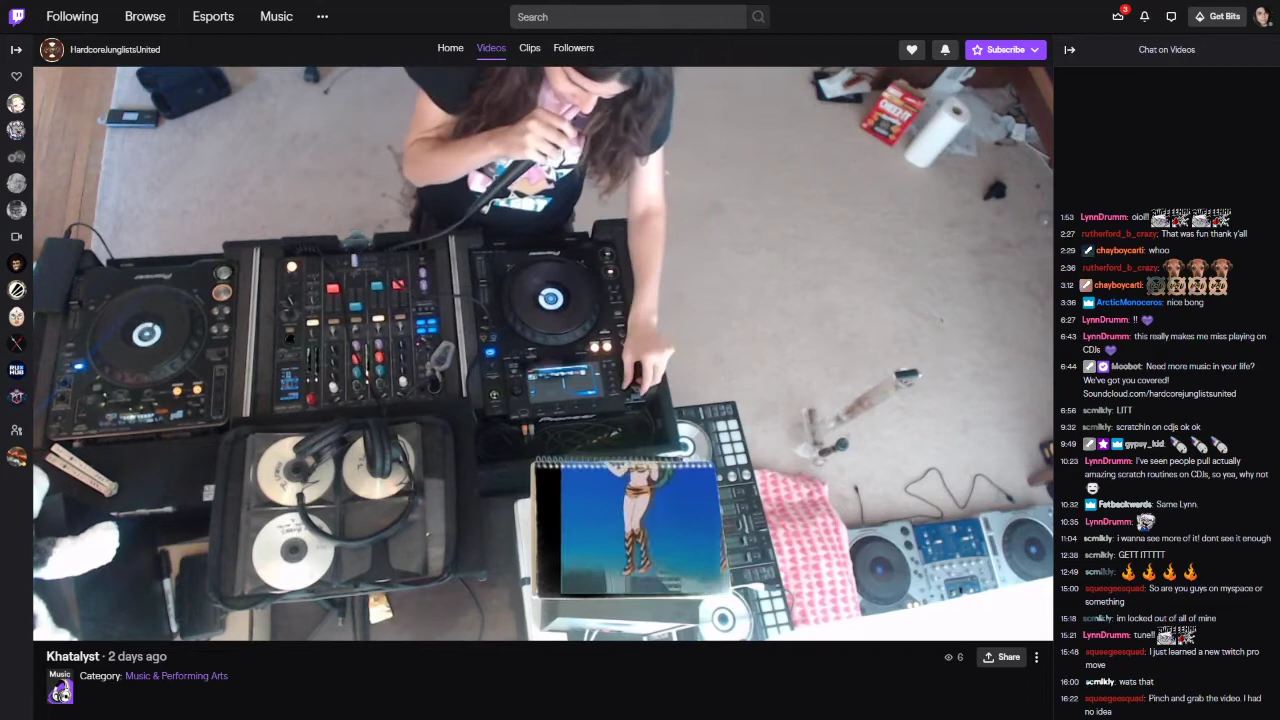 Following
Browse
Esports
Music
Search
3
Get Bits
HardcoreJunglistsUnited
Home
Videos
Clips
Followers
Subscribe
Chat on Videos
CHEEZ-IT
Pioneer
1:53 LynnDrumm: oioi!!
2:27 rutherford_b_crazy: That was fun thank y'all
2:29 chayboycarti: whoo
2:36 rutherford_b_crazy:
3:12 chayboycarti:
3:36 ArcticMonoceros: nice bong
6:27 LynnDrumm: !!
6:43 LynnDrumm: this really makes me miss playing on
CDJs
6:44 Moobot: Need more music in your life?
We've got you covered!
Soundcloud.com/hardcorejunglistsunited
6:56 scmlkly: LITT
9:32 scmlkly: scratchin on cdjs ok ok
9:49 gypsy_kid:
10:23 LynnDrumm: I've seen people pull actually
amazing scratch routines on CDJs, so yea, why not
10:32 Fatbackwards: Same Lynn.
10:35 LynnDrumm:
11:04 scmlkly: i wanna see more of it! dont see it enough
12:38 scmlkly: GETT ITTTTT
12:49 scmlkly:
15:00 squeegeesquad: So are you guys on myspace or
something
15:18 scmlkly: im locked out of all of mine
15:21 LynnDrumm: tunell
15:48 squeegeesquad: I just learned a new twitch pro
move
16:00 scmlkly: wats that
16:22 squeegeesquad: Pinch and grab the video. I had
no idea
Khatalyst · 2 days ago
6
Share
Music
Category: Music & Performing Arts